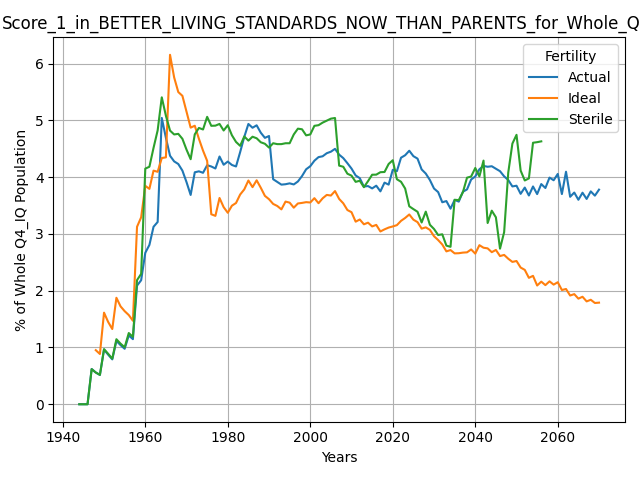 Score_1_in_BETTER_LIVING_STANDARDS_NOW_THAN_PARENTS_for_Whole_Q
Fertility
Actual
Ideal
Sterile
% of Whole Q4_IQ Population
6
5
4
3
2
1
0
1940 1960 1980 2000 2020 2040 2060
Years